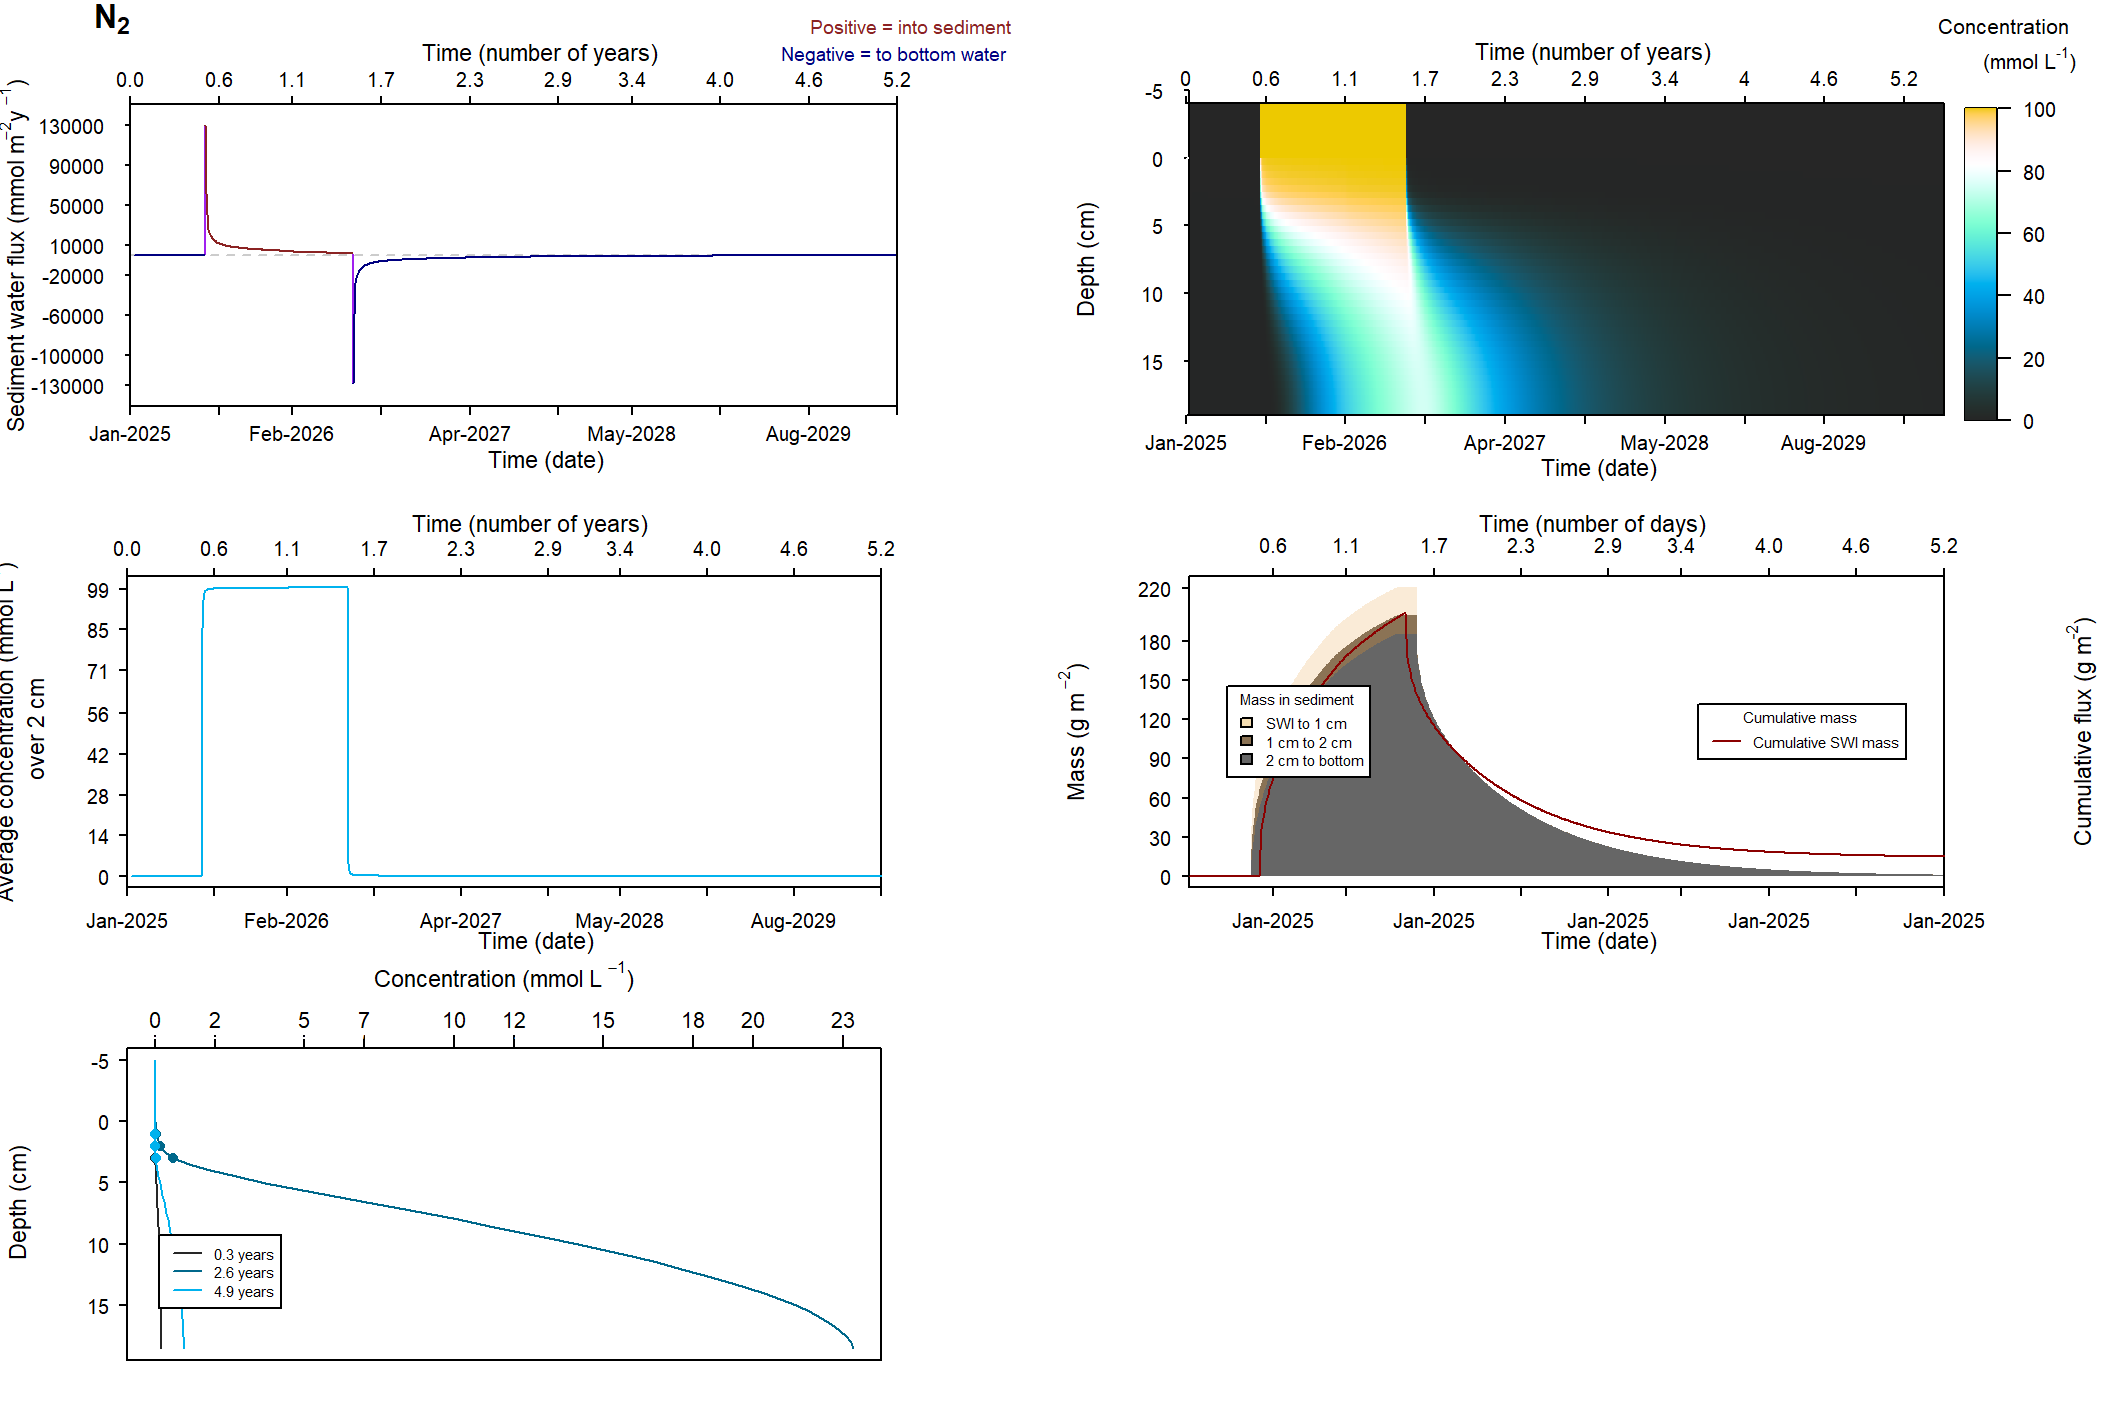 N2
Positive = into sediment
Negative = to bottom water
Time (number of years)
0.0 0.6 1.1 1.7 2.3 2.9 3.4 4.0 4.6 5.2
Sediment water flux (mmol m−2y−1)
130000
90000
50000
10000
-20000
-60000
-100000
-130000
Jan-2025 Feb-2026 Apr-2027 May-2028 Aug-2029
Time (date)
Time (number of years)
0 0.6 1.1 1.7 2.3 2.9 3.4 4 4.6 5.2
Depth (cm)
-5
0
5
10
15
Jan-2025 Feb-2026 Apr-2027 May-2028 Aug-2029
Time (date)
Concentration
(mmol L-1)
100
80
60
40
20
0
Time (number of years)
0.0 0.6 1.1 1.7 2.3 2.9 3.4 4.0 4.6 5.2
Average concentration (mmol L )
over 2 cm
99
85
71
56
42
28
14
0
Jan-2025 Feb-2026 Apr-2027 May-2028 Aug-2029
Time (date)
Time (number of days)
0.6 1.1 1.7 2.3 2.9 3.4 4.0 4.6 5.2
Mass (g m−2)
220
180
150
120
90
60
30
0
Mass in sediment
SWI to 1 cm
1 cm to 2 cm
2 cm to bottom
Cumulative mass
Cumulative SWI mass
Cumulative flux (g m-2)
Jan-2025 Jan-2025 Jan-2025 Jan-2025 Jan-2025
Time (date)
Concentration (mmol L−1)
0 2 5 7 10 12 15 18 20 23
Depth (cm)
-5
0
5
10
15
0.3 years
2.6 years
4.9 years